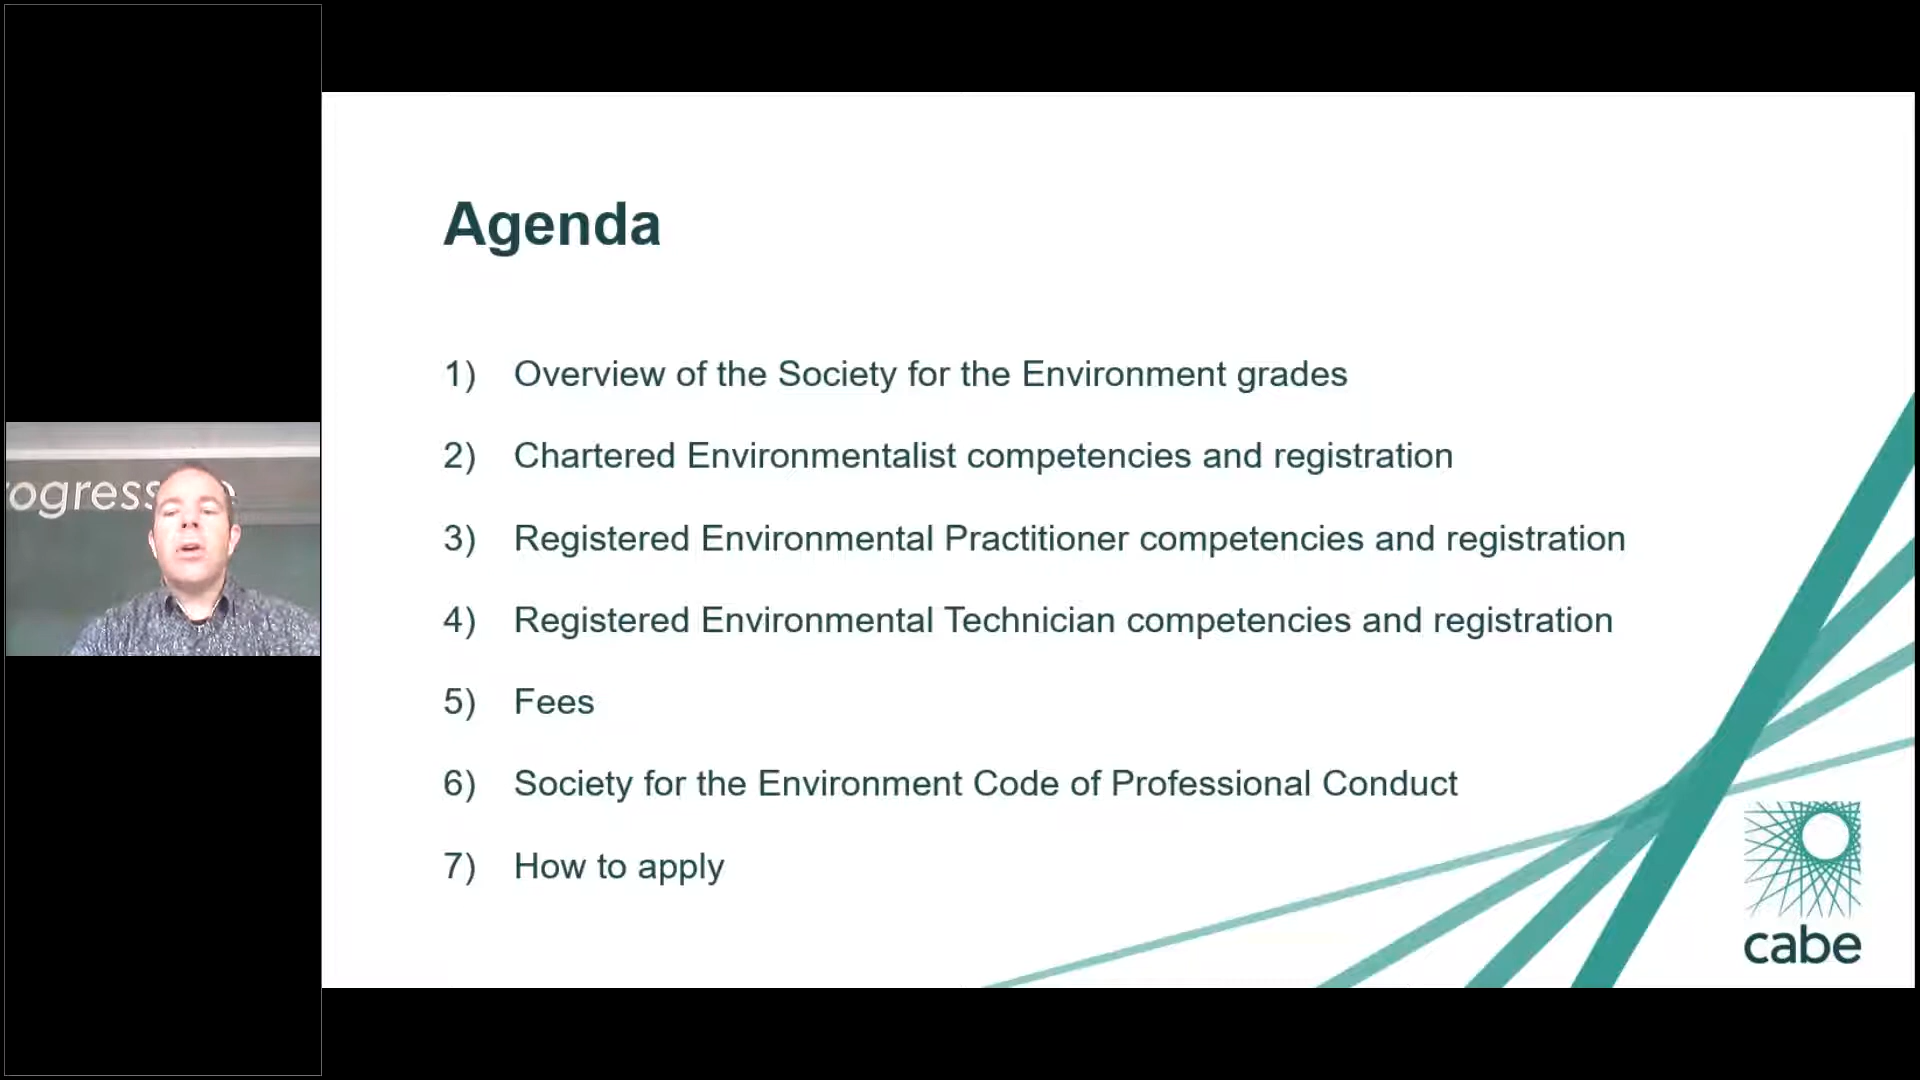 Agenda
1) Overview of the Society for the Environment grades
2) Chartered Environmentalist competencies and registration
3) Registered Environmental Practitioner competencies and registration
4) Registered Environmental Technician competencies and registration
5) Fees
6) Society for the Environment Code of Professional Conduct
7) How to apply
cabe